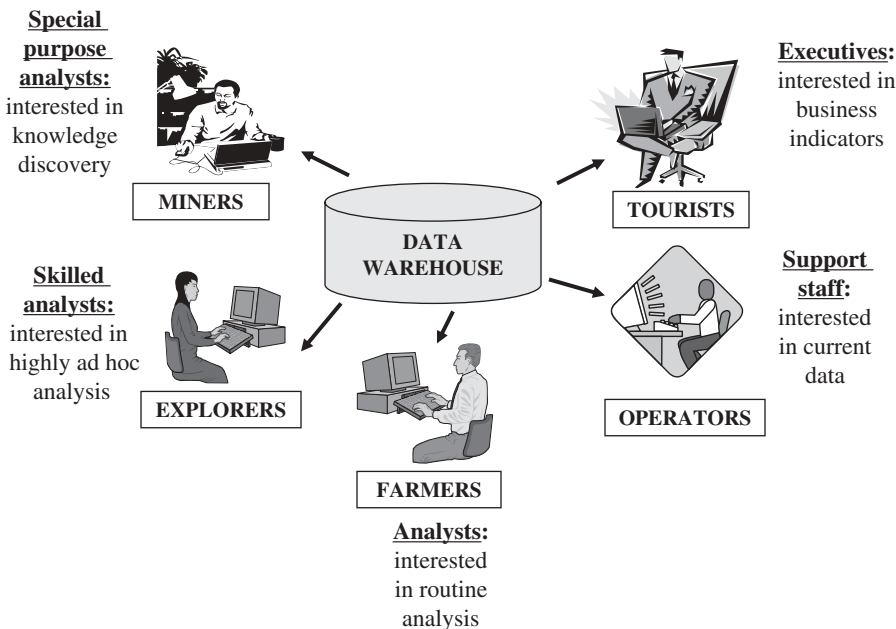 Special
purpose
analysts:
interested in
knowledge
discovery
MINERS
Executives:
interested in
business
indicators
TOURISTS
DATA
WAREHOUSE
Skilled
analysts:
interested in
highly ad hoc
analysis
EXPLORERS
Support
staff:
interested
in current
data
OPERATORS
FARMERS
Analysts:
interested
in routine
analysis